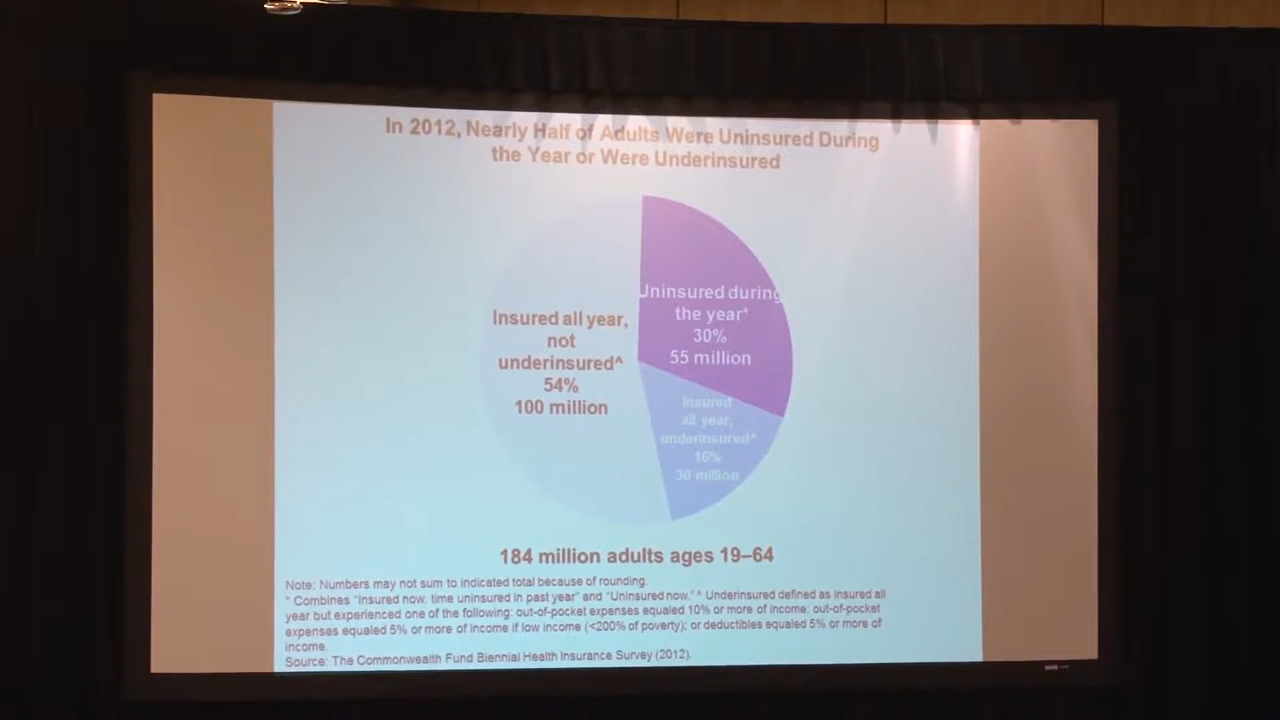 In 2012, Nearly Half of Adults Were Uninsured During
the Year or Were Underinsured
Uninsured during
the year*
30%
55 million
Insured all year,
not
underinsured^
54%
100 million
Insured
all year,
underinsured^
16%
30 million
184 million adults ages 19–64
Note: Numbers may not sum to indicated total because of rounding.
* Combines "Insured now, time uninsured in past year" and "Uninsured now." ^ Underinsured defined as insured all
year but experienced one of the following: out-of-pocket expenses equaled 10% or more of income; out-of-pocket
expenses equaled 5% or more of income if low income (<200% of poverty); or deductibles equaled 5% or more of
income.
Source: The Commonwealth Fund Biennial Health Insurance Survey (2012).